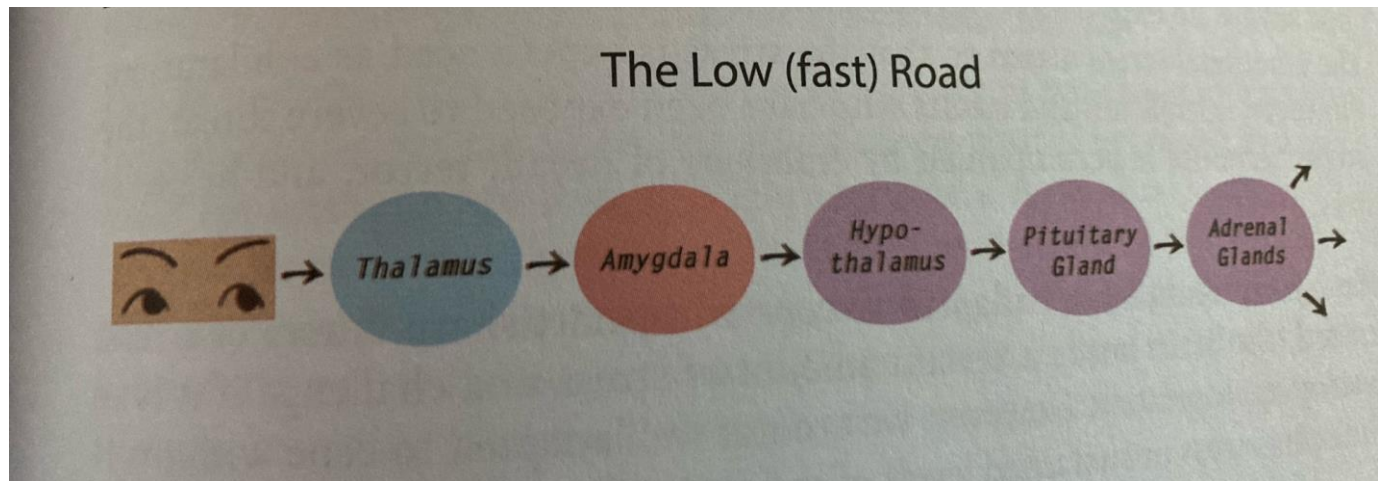 The Low (fast) Road
Thalamus
Amygdala
Hypo-
thalamus
Pituitary
Gland
Adrenal
Glands